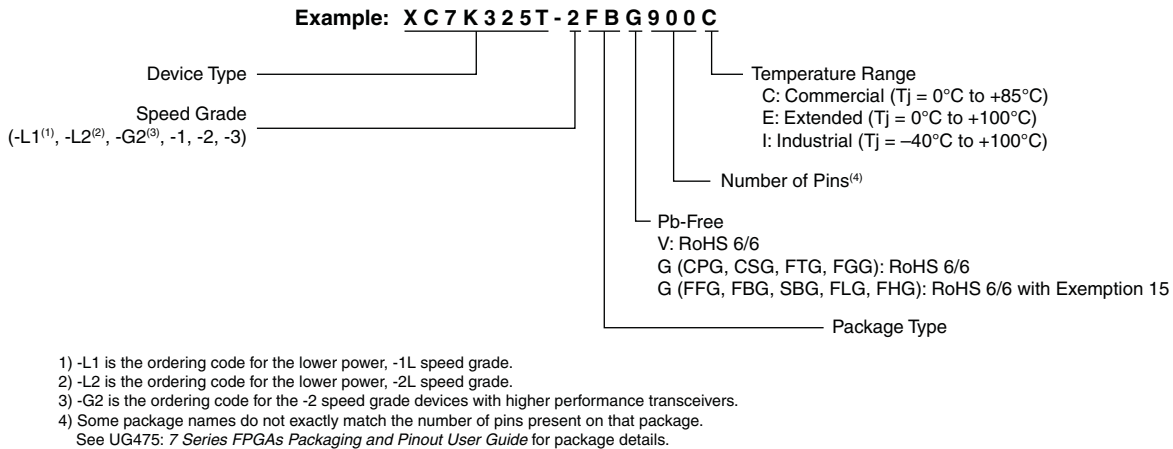 Example: XC7K325T-2FBG900C
Device Type
Speed Grade
(-L1(1), -L2(2), -G2(3), -1, -2, -3)
Temperature Range
C: Commercial (Tj = 0°C to +85°C)
E: Extended (Tj = 0°C to +100°C)
I: Industrial (Tj = –40°C to +100°C)
Number of Pins(4)
Pb-Free
V: RoHS 6/6
G (CPG, CSG, FTG, FGG): RoHS 6/6
G (FFG, FBG, SBG, FLG, FHG): RoHS 6/6 with Exemption 15
Package Type
1) -L1 is the ordering code for the lower power, -1L speed grade.
2) -L2 is the ordering code for the lower power, -2L speed grade.
3) -G2 is the ordering code for the -2 speed grade devices with higher performance transceivers.
4) Some package names do not exactly match the number of pins present on that package.
See UG475: 7 Series FPGAs Packaging and Pinout User Guide for package details.